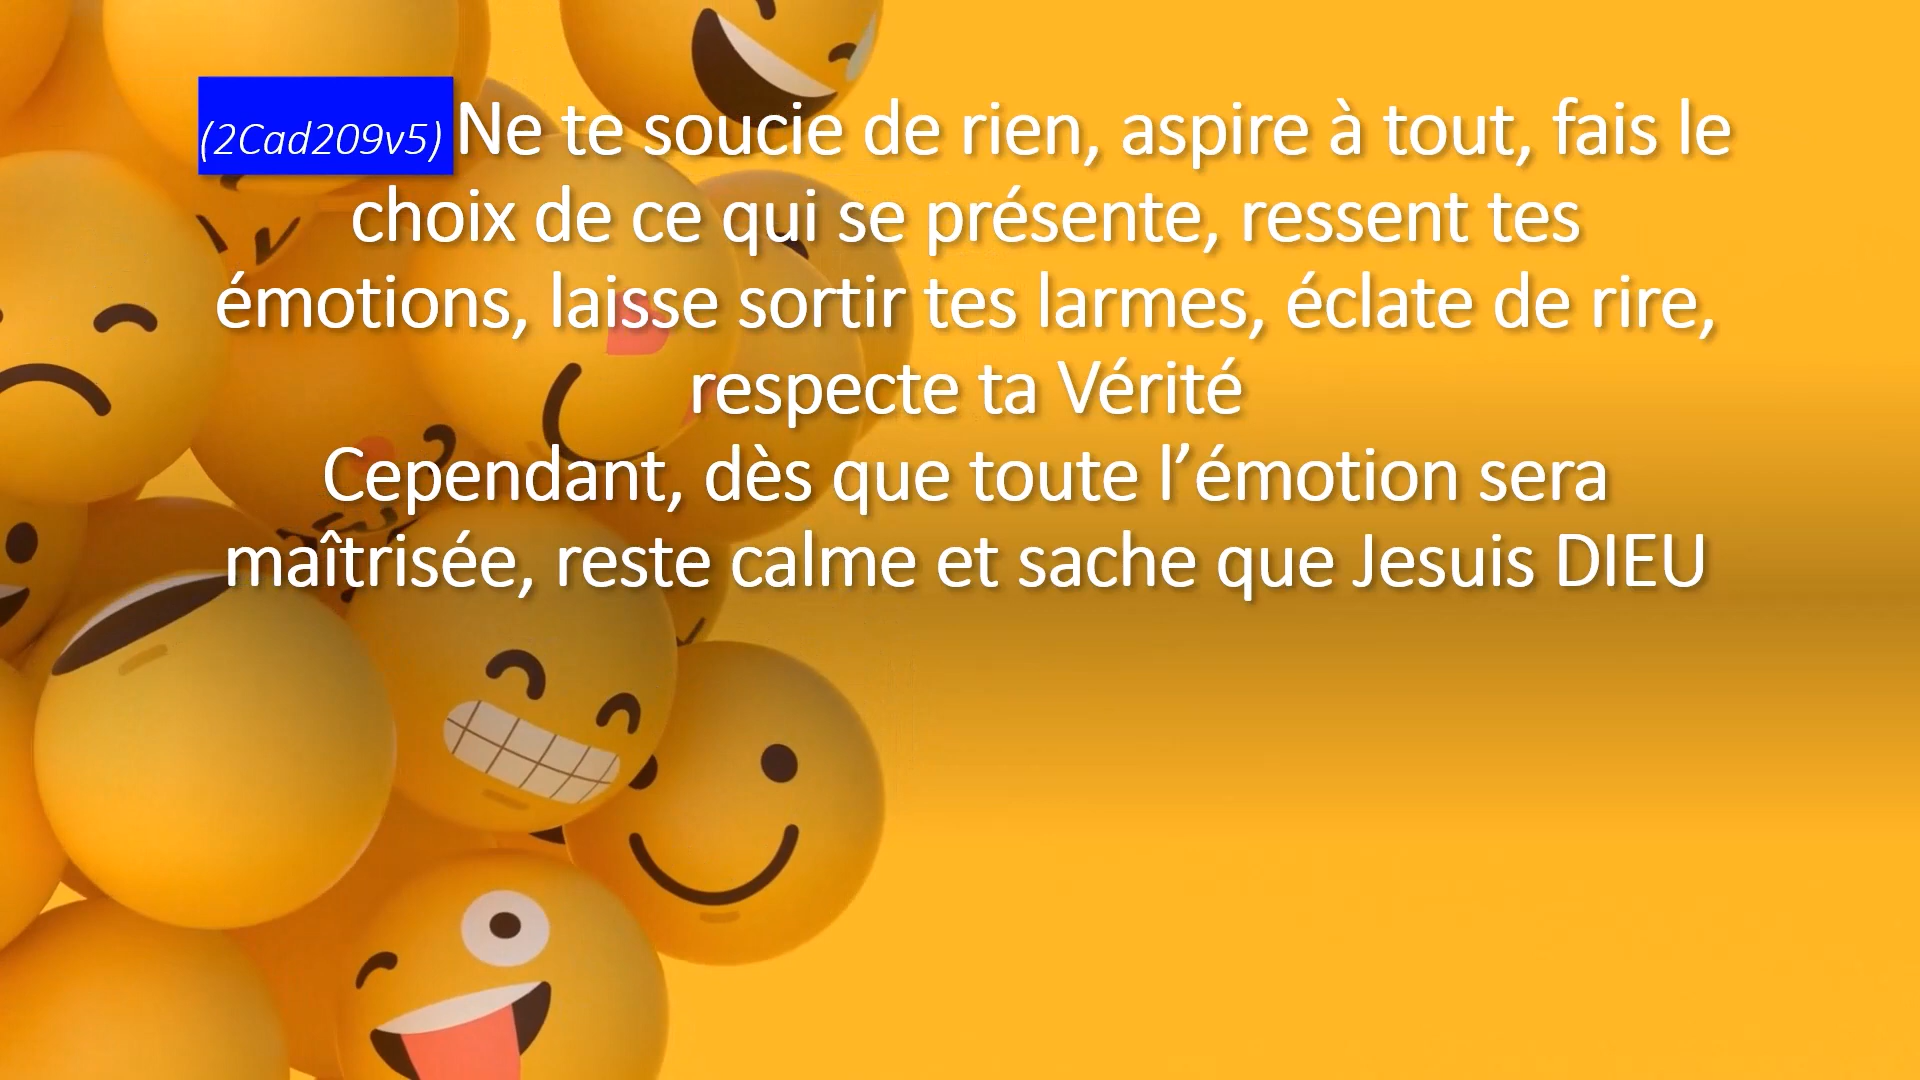 (2Cad209v5) Ne te soucie de rien, aspire à tout, fais le
choix de ce qui se présente, ressent tes
émotions, laisse sortir tes larmes, éclate de rire,
respecte ta Vérité
Cependant, dès que toute l’émotion sera
maîtrisée, reste calme et sache que Jesuis DIEU